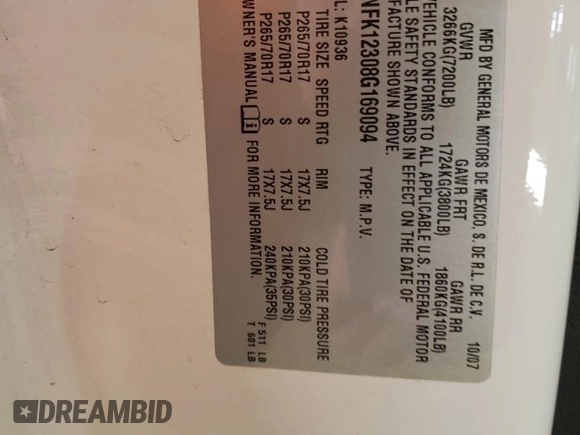 MFD BY GENERAL MOTORS DE MEXICO, S. DE R.L. DE C.V. 10/07
GVWR GAWR FRT GAWR RR
3266KG(7200LB) 1724KG(3800LB) 1860KG(4100LB)
VEHICLE CONFORMS TO ALL APPLICABLE U.S. FEDERAL MOTOR
LE SAFETY STANDARDS IN EFFECT ON THE DATE OF
FACTURE SHOWN ABOVE.
NFK12308G169094 TYPE: M.P.V.
L: K10936
TIRE SIZE SPEED RTG RIM COLD TIRE PRESSURE
P265/70R17 S 17X7.5J 210KPA(30PSI)
P265/70R17 S 17X7.5J 210KPA(30PSI)
P265/70R17 S 17X7.5J 240KPA(35PSI)
OWNER'S MANUAL FOR MORE INFORMATION. F 511 LB
T 601 LB
DREAMBID